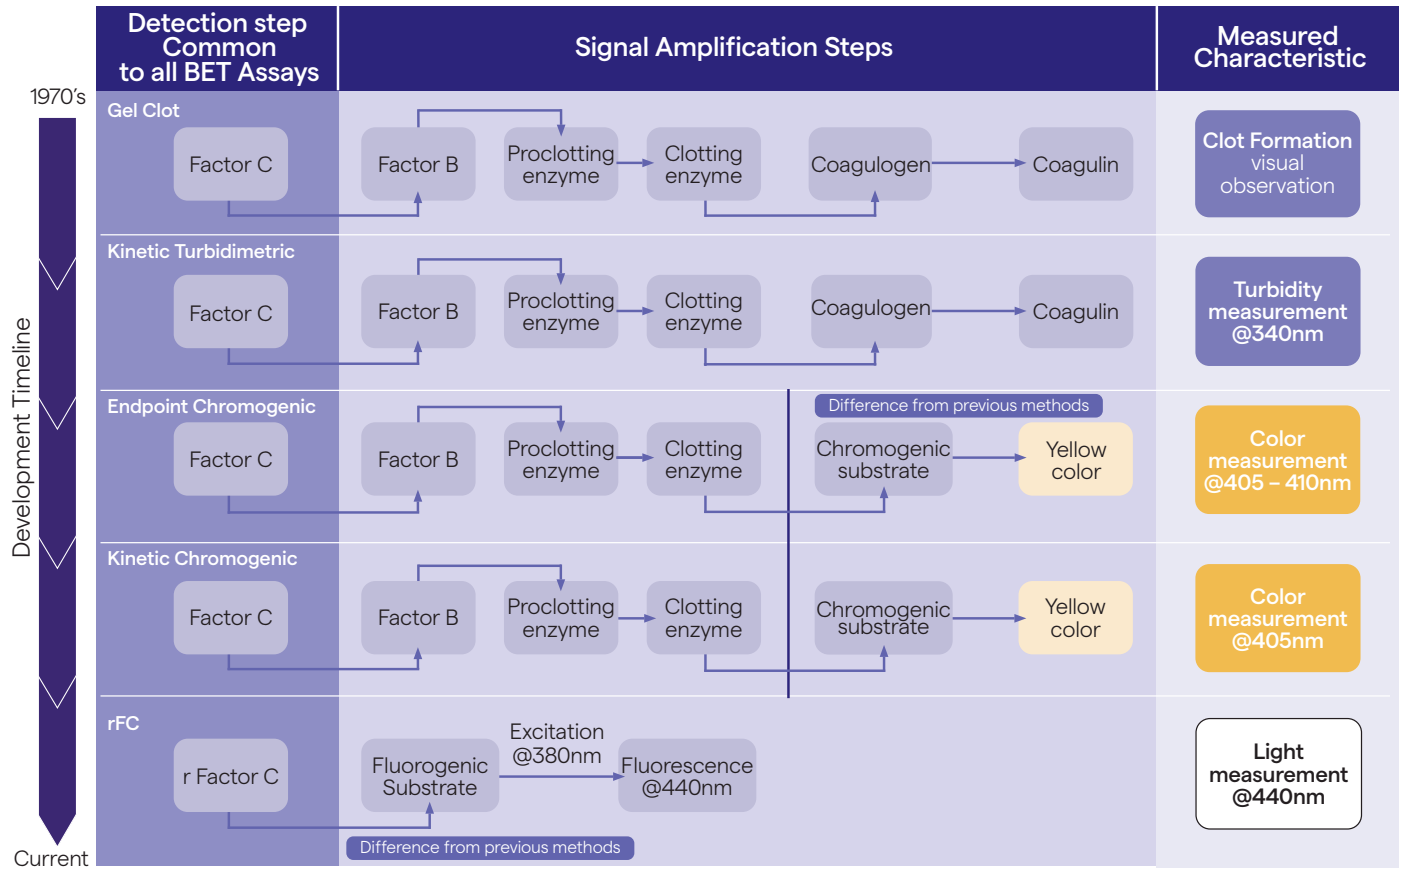 Detection step
Common
to all BET Assays
Signal Amplification Steps
Measured
Characteristic
1970's
Development Timeline
Current
Gel Clot
Factor C
Factor B
Proclotting
enzyme
Clotting
enzyme
Coagulogen
Coagulin
Clot Formation
visual
observation
Kinetic Turbidimetric
Factor C
Factor B
Proclotting
enzyme
Clotting
enzyme
Coagulogen
Coagulin
Turbidity
measurement
@340nm
Endpoint Chromogenic
Factor C
Factor B
Proclotting
enzyme
Clotting
enzyme
Difference from previous methods
Chromogenic
substrate
Yellow
color
Color
measurement
@405 – 410nm
Kinetic Chromogenic
Factor C
Factor B
Proclotting
enzyme
Clotting
enzyme
Chromogenic
substrate
Yellow
color
Color
measurement
@405nm
rFC
r Factor C
Fluorogenic
Substrate
Excitation
@380nm
Fluorescence
@440nm
Difference from previous methods
Light
measurement
@440nm